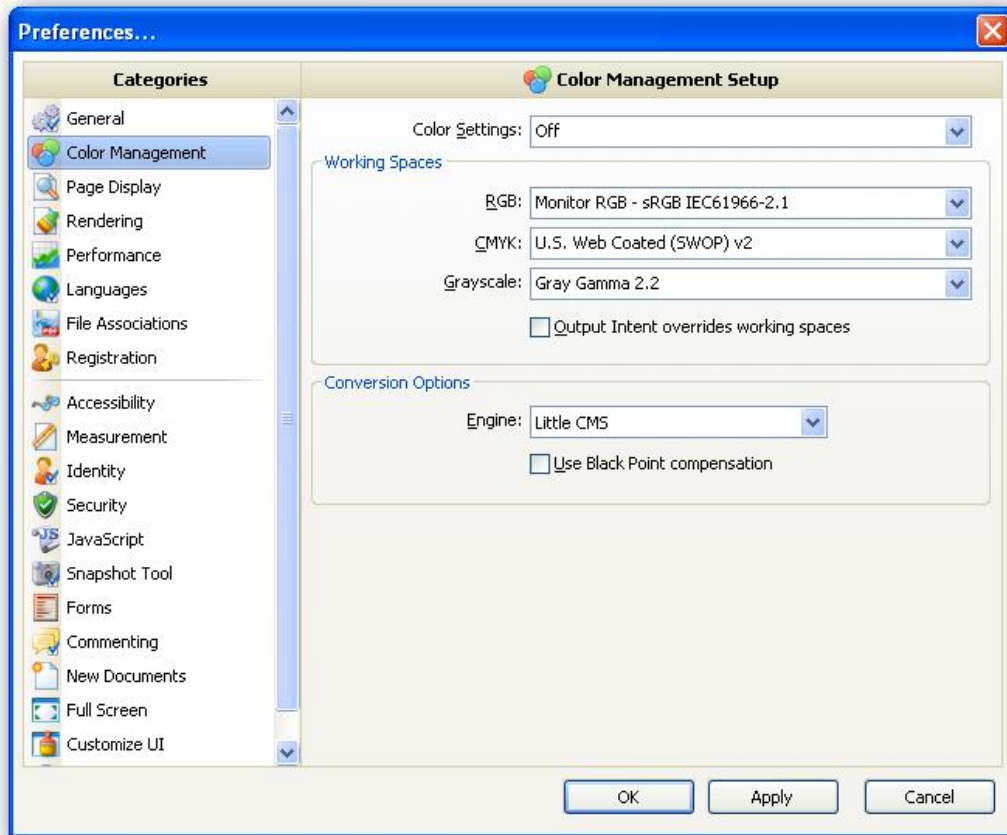 Preferences...
Categories
General
Color Management
Page Display
Rendering
Performance
Languages
File Associations
Registration
Accessibility
Measurement
Identity
Security
JavaScript
Snapshot Tool
Forms
Commenting
New Documents
Full Screen
Customize UI
Color Management Setup
Color Settings: Off
Working Spaces
RGB: Monitor RGB - sRGB IEC61966-2.1
CMYK: U.S. Web Coated (SWOP) v2
Grayscale: Gray Gamma 2.2
Output Intent overrides working spaces
Conversion Options
Engine: Little CMS
Use Black Point compensation
OK Apply Cancel